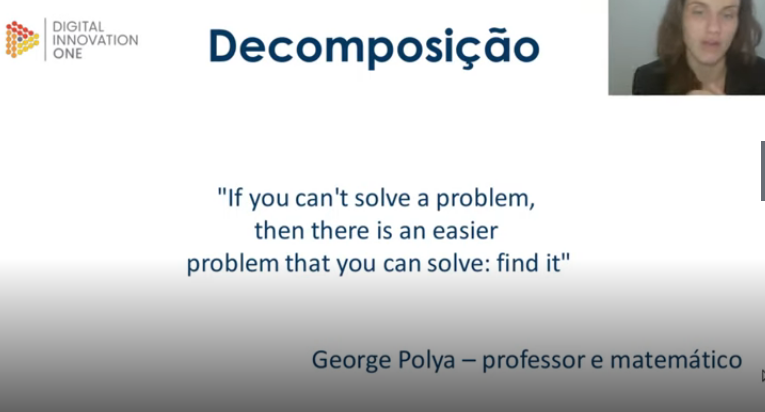 DIGITAL
INNOVATION
ONE
Decomposição
"If you can't solve a problem,
then there is an easier
problem that you can solve: find it"
George Polya – professor e matemático